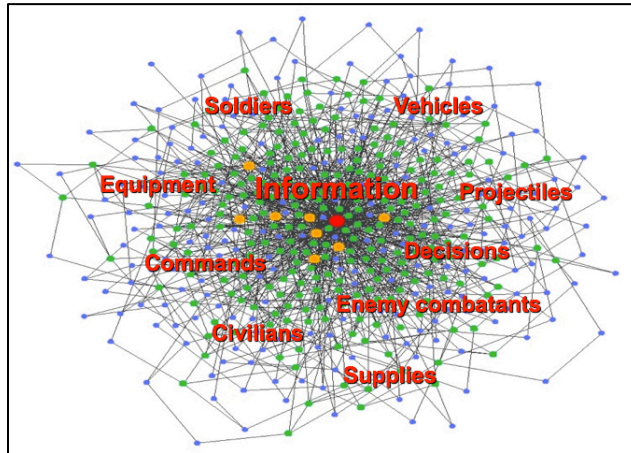 Soldiers
Vehicles
Equipment
Information
Projectiles
Commands
Decisions
Enemy combatants
Civilians
Supplies